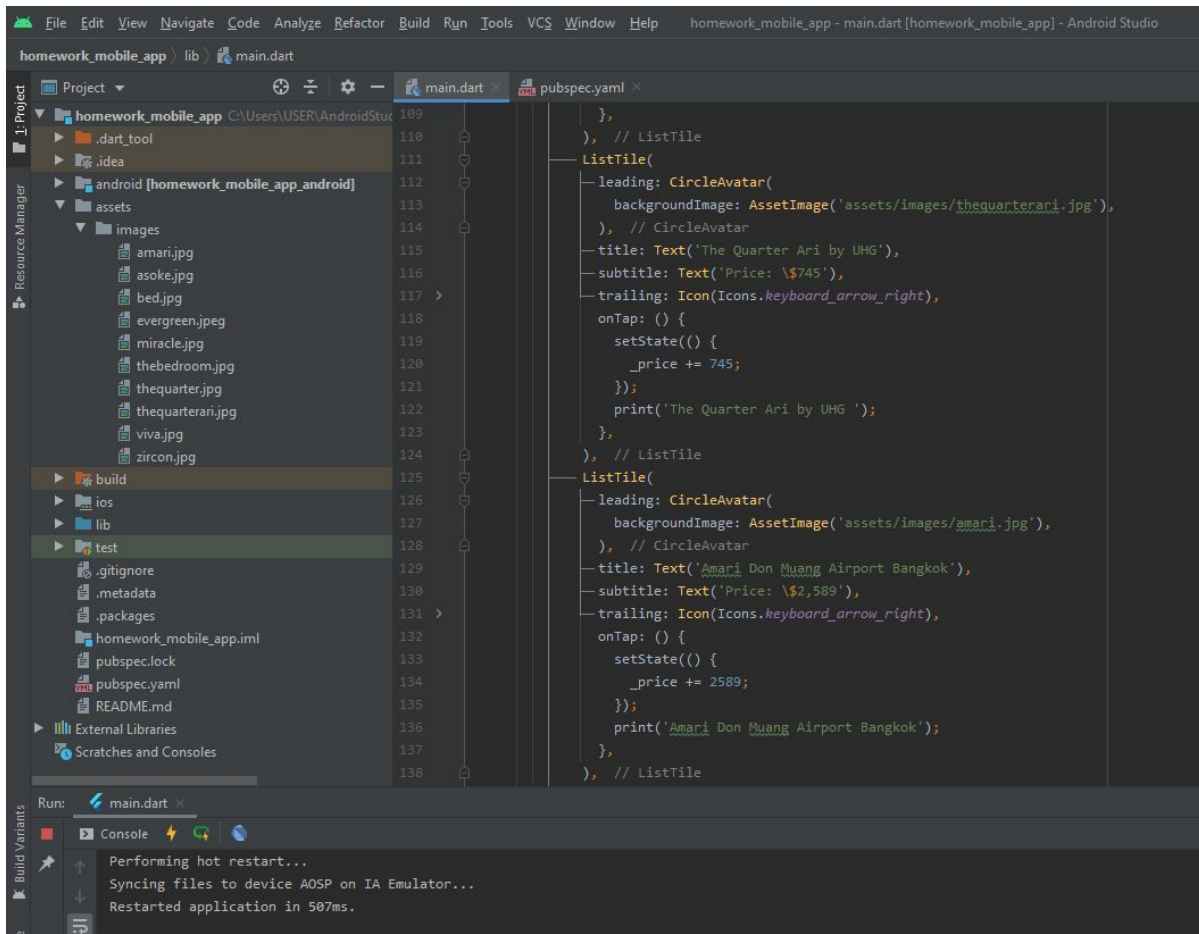 File Edit View Navigate Code Analyze Refactor Build Run Tools VCS Window Help homework_mobile_app - main.dart [homework_mobile_app] - Android Studio
homework_mobile_app lib main.dart
Project
main.dart
pubspec.yaml
1: Project
Resource Manager
Build Variants
homework_mobile_app C:\Users\USER\AndroidStuc
.dart_tool
.idea
android [homework_mobile_app_android]
assets
images
amari.jpg
asoke.jpg
bed.jpg
evergreen.jpeg
miracle.jpg
thebedroom.jpg
thequarter.jpg
thequarterari.jpg
viva.jpg
zircon.jpg
build
ios
lib
test
.gitignore
.metadata
.packages
homework_mobile_app.iml
pubspec.lock
pubspec.yaml
README.md
External Libraries
Scratches and Consoles
109 },
110 ), // ListTile
111 ListTile(
112 leading: CircleAvatar(
113 backgroundImage: AssetImage('assets/images/thequarterari.jpg'),
114 ), // CircleAvatar
115 title: Text('The Quarter Ari by UHG'),
116 subtitle: Text('Price: \$745'),
117 trailing: Icon(Icons.keyboard_arrow_right),
118 onTap: () {
119 setState(() {
120 _price += 745;
121 });
122 print('The Quarter Ari by UHG ');
123 },
124 ), // ListTile
125 ListTile(
126 leading: CircleAvatar(
127 backgroundImage: AssetImage('assets/images/amari.jpg'),
128 ), // CircleAvatar
129 title: Text('Amari Don Muang Airport Bangkok'),
130 subtitle: Text('Price: \$2,589'),
131 trailing: Icon(Icons.keyboard_arrow_right),
132 onTap: () {
133 setState(() {
134 _price += 2589;
135 });
136 print('Amari Don Muang Airport Bangkok');
137 },
138 ), // ListTile
Run: main.dart
Console
Performing hot restart...
Syncing files to device AOSP on IA Emulator...
Restarted application in 507ms.